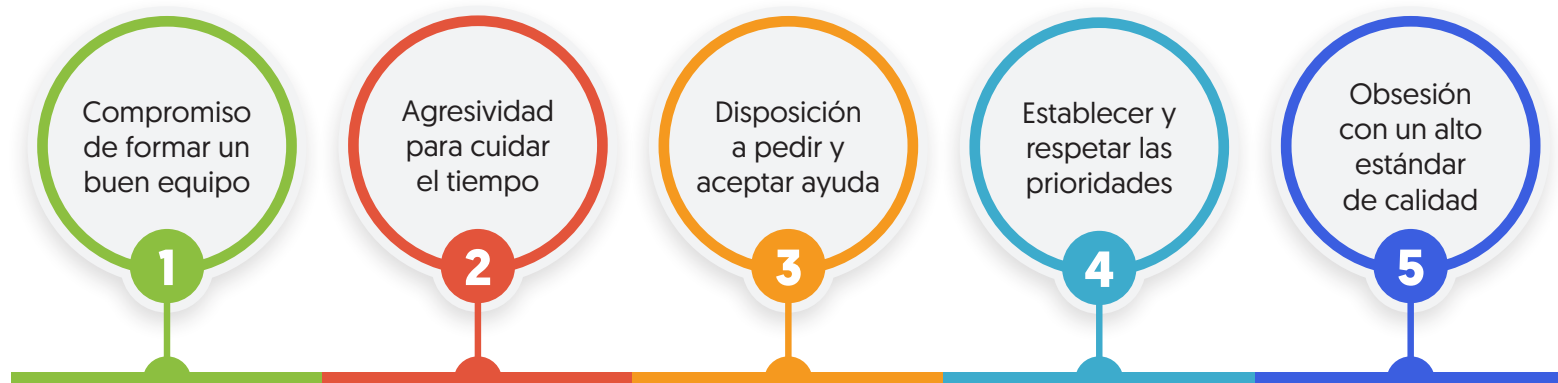 Compromiso
de formar un
buen equipo
1
Agresividad
para cuidar
el tiempo
2
Disposición
a pedir y
aceptar ayuda
3
Establecer y
respetar las
prioridades
4
Obsesión
con un alto
estándar
de calidad
5